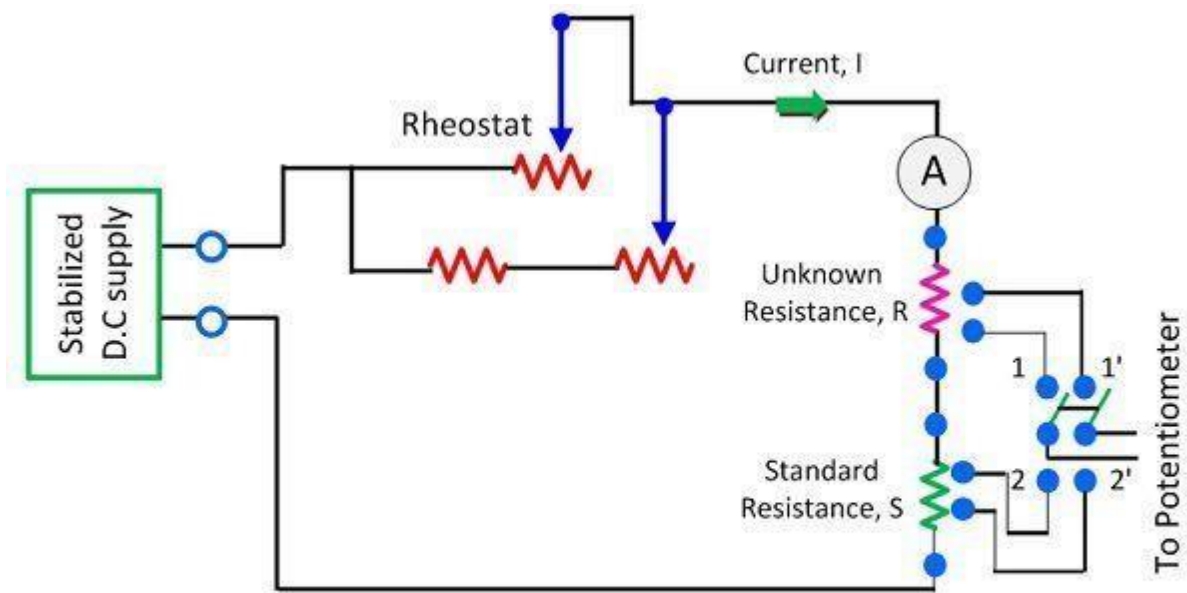 Current, I
Rheostat
A
Stabilized
D.C supply
Unknown
Resistance, R
1
1'
Standard
Resistance, S
2
2'
To Potentiometer